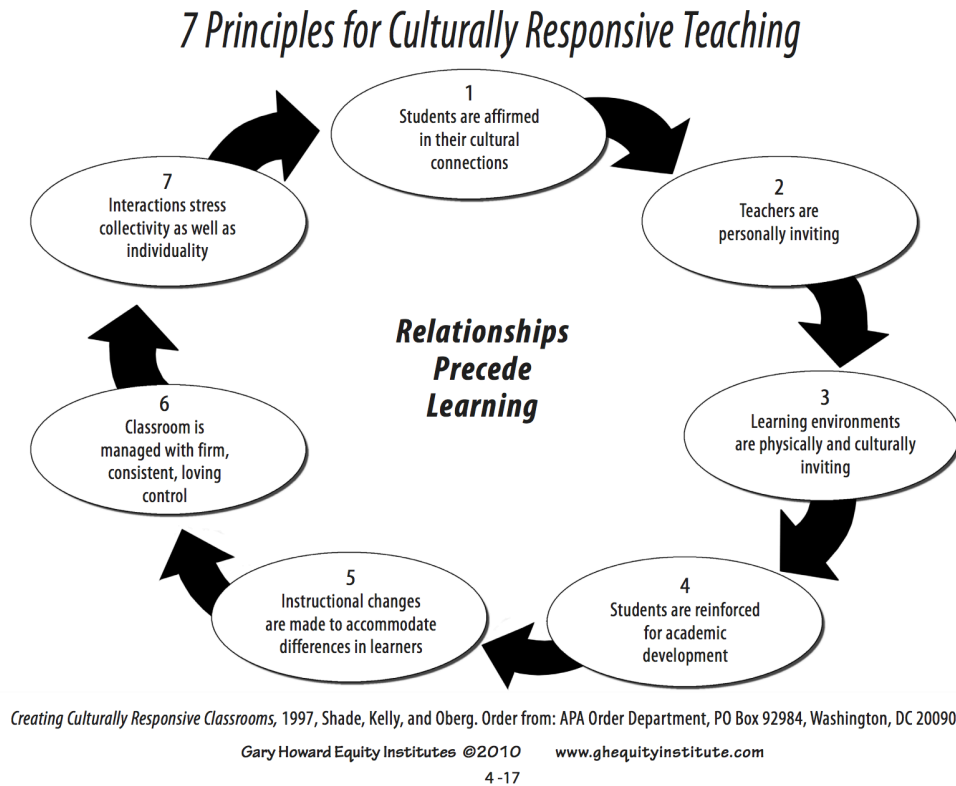 7 Principles for Culturally Responsive Teaching
1
Students are affirmed
in their cultural
connections
2
Teachers are
personally inviting
3
Learning environments
are physically and culturally
inviting
4
Students are reinforced
for academic
development
5
Instructional changes
are made to accommodate
differences in learners
6
Classroom is
managed with firm,
consistent, loving
control
7
Interactions stress
collectivity as well as
individuality
Relationships
Precede
Learning
Creating Culturally Responsive Classrooms, 1997, Shade, Kelly, and Oberg. Order from: APA Order Department, PO Box 92984, Washington, DC 20090
Gary Howard Equity Institutes ©2010 www.ghequityinstitute.com
4 -17